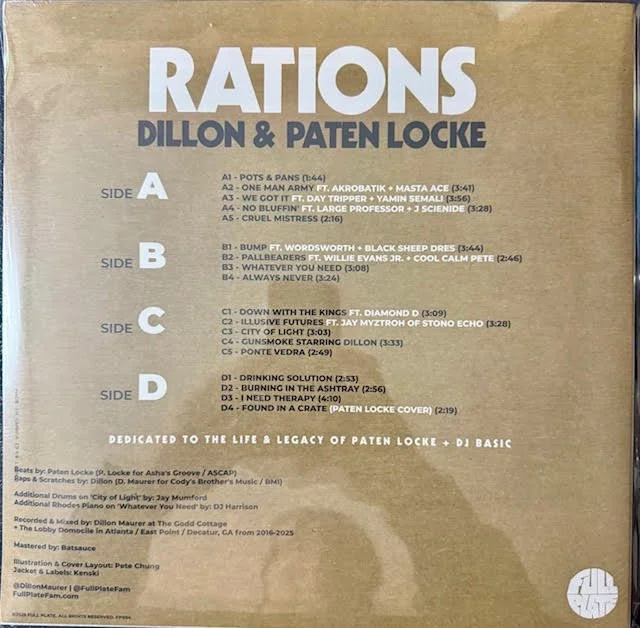 RATIONS
DILLON & PATEN LOCKE
SIDE A
A1 - POTS & PANS (1:44)
A2 - ONE MAN ARMY FT. AKROBATIK + MASTA ACE (3:41)
A3 - WE GOT IT FT. DAY TRIPPER + YAMIN SEMALI (3:56)
A4 - NO BLUFFIN' FT. LARGE PROFESSOR + J SCIENIDE (3:28)
A5 - CRUEL MISTRESS (2:16)
SIDE B
B1 - BUMP FT. WORDSWORTH + BLACK SHEEP DRES (3:44)
B2 - PALLBEARERS FT. WILLIE EVANS JR. + COOL CALM PETE (2:46)
B3 - WHATEVER YOU NEED (3:08)
B4 - ALWAYS NEVER (3:24)
SIDE C
C1 - DOWN WITH THE KINGS FT. DIAMOND D (3:09)
C2 - ILLUSIVE FUTURES FT. JAY MYZTROH OF STONO ECHO (3:28)
C3 - CITY OF LIGHT (3:03)
C4 - GUNSMOKE STARRING DILLON (3:33)
C5 - PONTE VEDRA (2:49)
SIDE D
D1 - DRINKING SOLUTION (2:53)
D2 - BURNING IN THE ASHTRAY (2:56)
D3 - I NEED THERAPY (4:10)
D4 - FOUND IN A CRATE (PATEN LOCKE COVER) (2:19)
DEDICATED TO THE LIFE & LEGACY OF PATEN LOCKE + DJ BASIC
Beats by: Paten Locke (P. Locke for Asha's Groove / ASCAP)
Raps & Scratches by: Dillon (D. Maurer for Cody's Brother's Music / BMI)
Additional Drums on 'City of Light' by: Jay Mumford
Additional Rhodes Piano on 'Whatever You Need' by: DJ Harrison
Recorded & Mixed by: Dillon Maurer at The Godd Cottage
+ The Lobby Domocile in Atlanta / East Point / Decatur, GA from 2016-2025
Mastered by: Batsauce
Illustration & Cover Layout: Pete Chung
Jacket & Labels: Kenski
@DillonMaurer | @FullPlateFam
FullPlateFam.com
FULL PLATE. ALL RIGHTS RESERVED.
FULL
PLATE